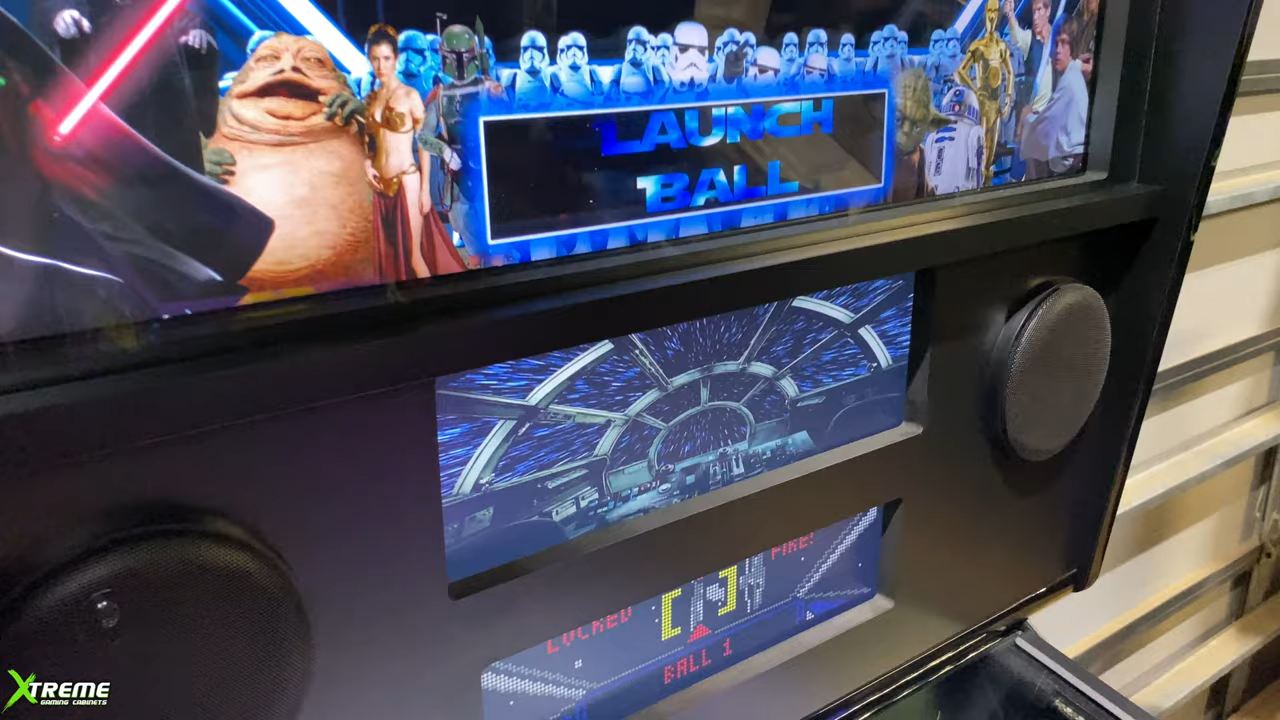 LAUNCH
BALL
FIRE!
LOCKED
BALL 1
XTREME
GAMING CABINETS